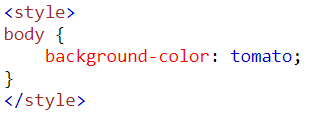 <style>
body {
    background-color: tomato;
}
</style>